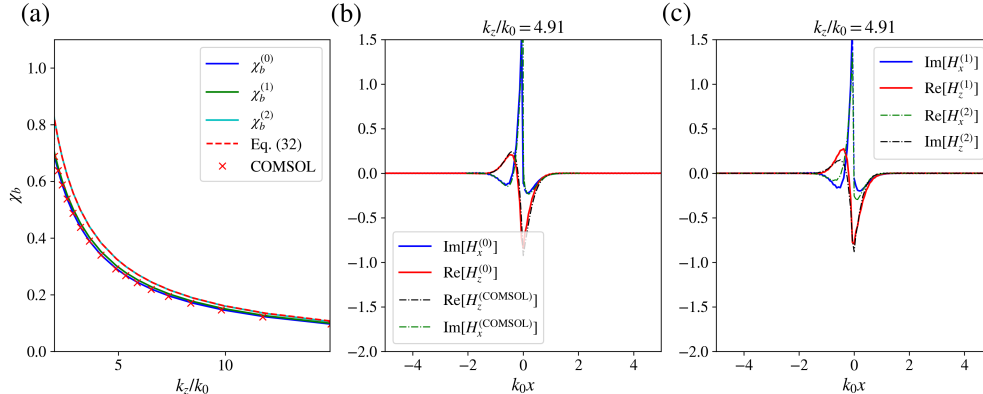 (a)
1.0
0.8
0.6
0.4
0.2
0.0
χ_b
5
10
k_z/k_0
χ_b^(0)
χ_b^(1)
χ_b^(2)
Eq. (32)
COMSOL
(b)
k_z/k_0 = 4.91
1.5
1.0
0.5
0.0
−0.5
−1.0
−1.5
−2.0
−4
−2
0
2
4
k_0x
Im[H_x^(0)]
Re[H_z^(0)]
Re[H_z^(COMSOL)]
Im[H_x^(COMSOL)]
(c)
k_z/k_0 = 4.91
1.5
1.0
0.5
0.0
−0.5
−1.0
−1.5
−2.0
−4
−2
0
2
4
k_0x
Im[H_x^(1)]
Re[H_z^(1)]
Re[H_x^(2)]
Im[H_z^(2)]